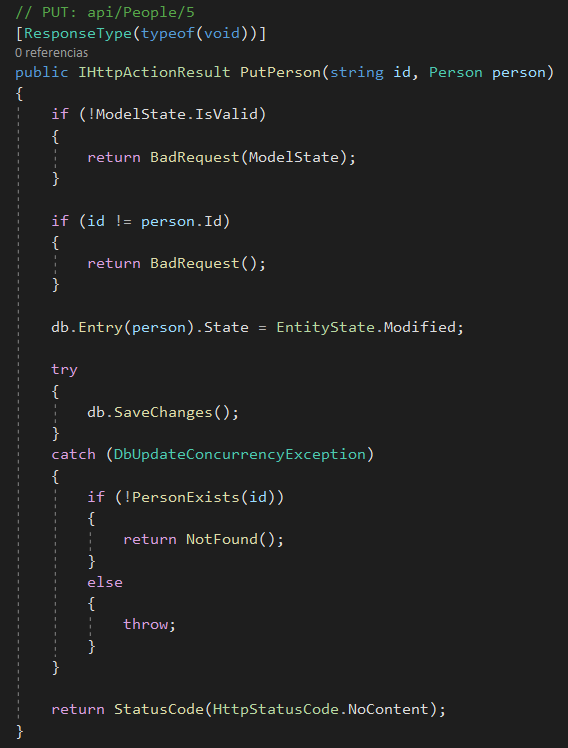 // PUT: api/People/5
[ResponseType(typeof(void))]
0 referencias
public IHttpActionResult PutPerson(string id, Person person)
{
    if (!ModelState.IsValid)
    {
        return BadRequest(ModelState);
    }

    if (id != person.Id)
    {
        return BadRequest();
    }

    db.Entry(person).State = EntityState.Modified;

    try
    {
        db.SaveChanges();
    }
    catch (DbUpdateConcurrencyException)
    {
        if (!PersonExists(id))
        {
            return NotFound();
        }
        else
        {
            throw;
        }
    }

    return StatusCode(HttpStatusCode.NoContent);
}